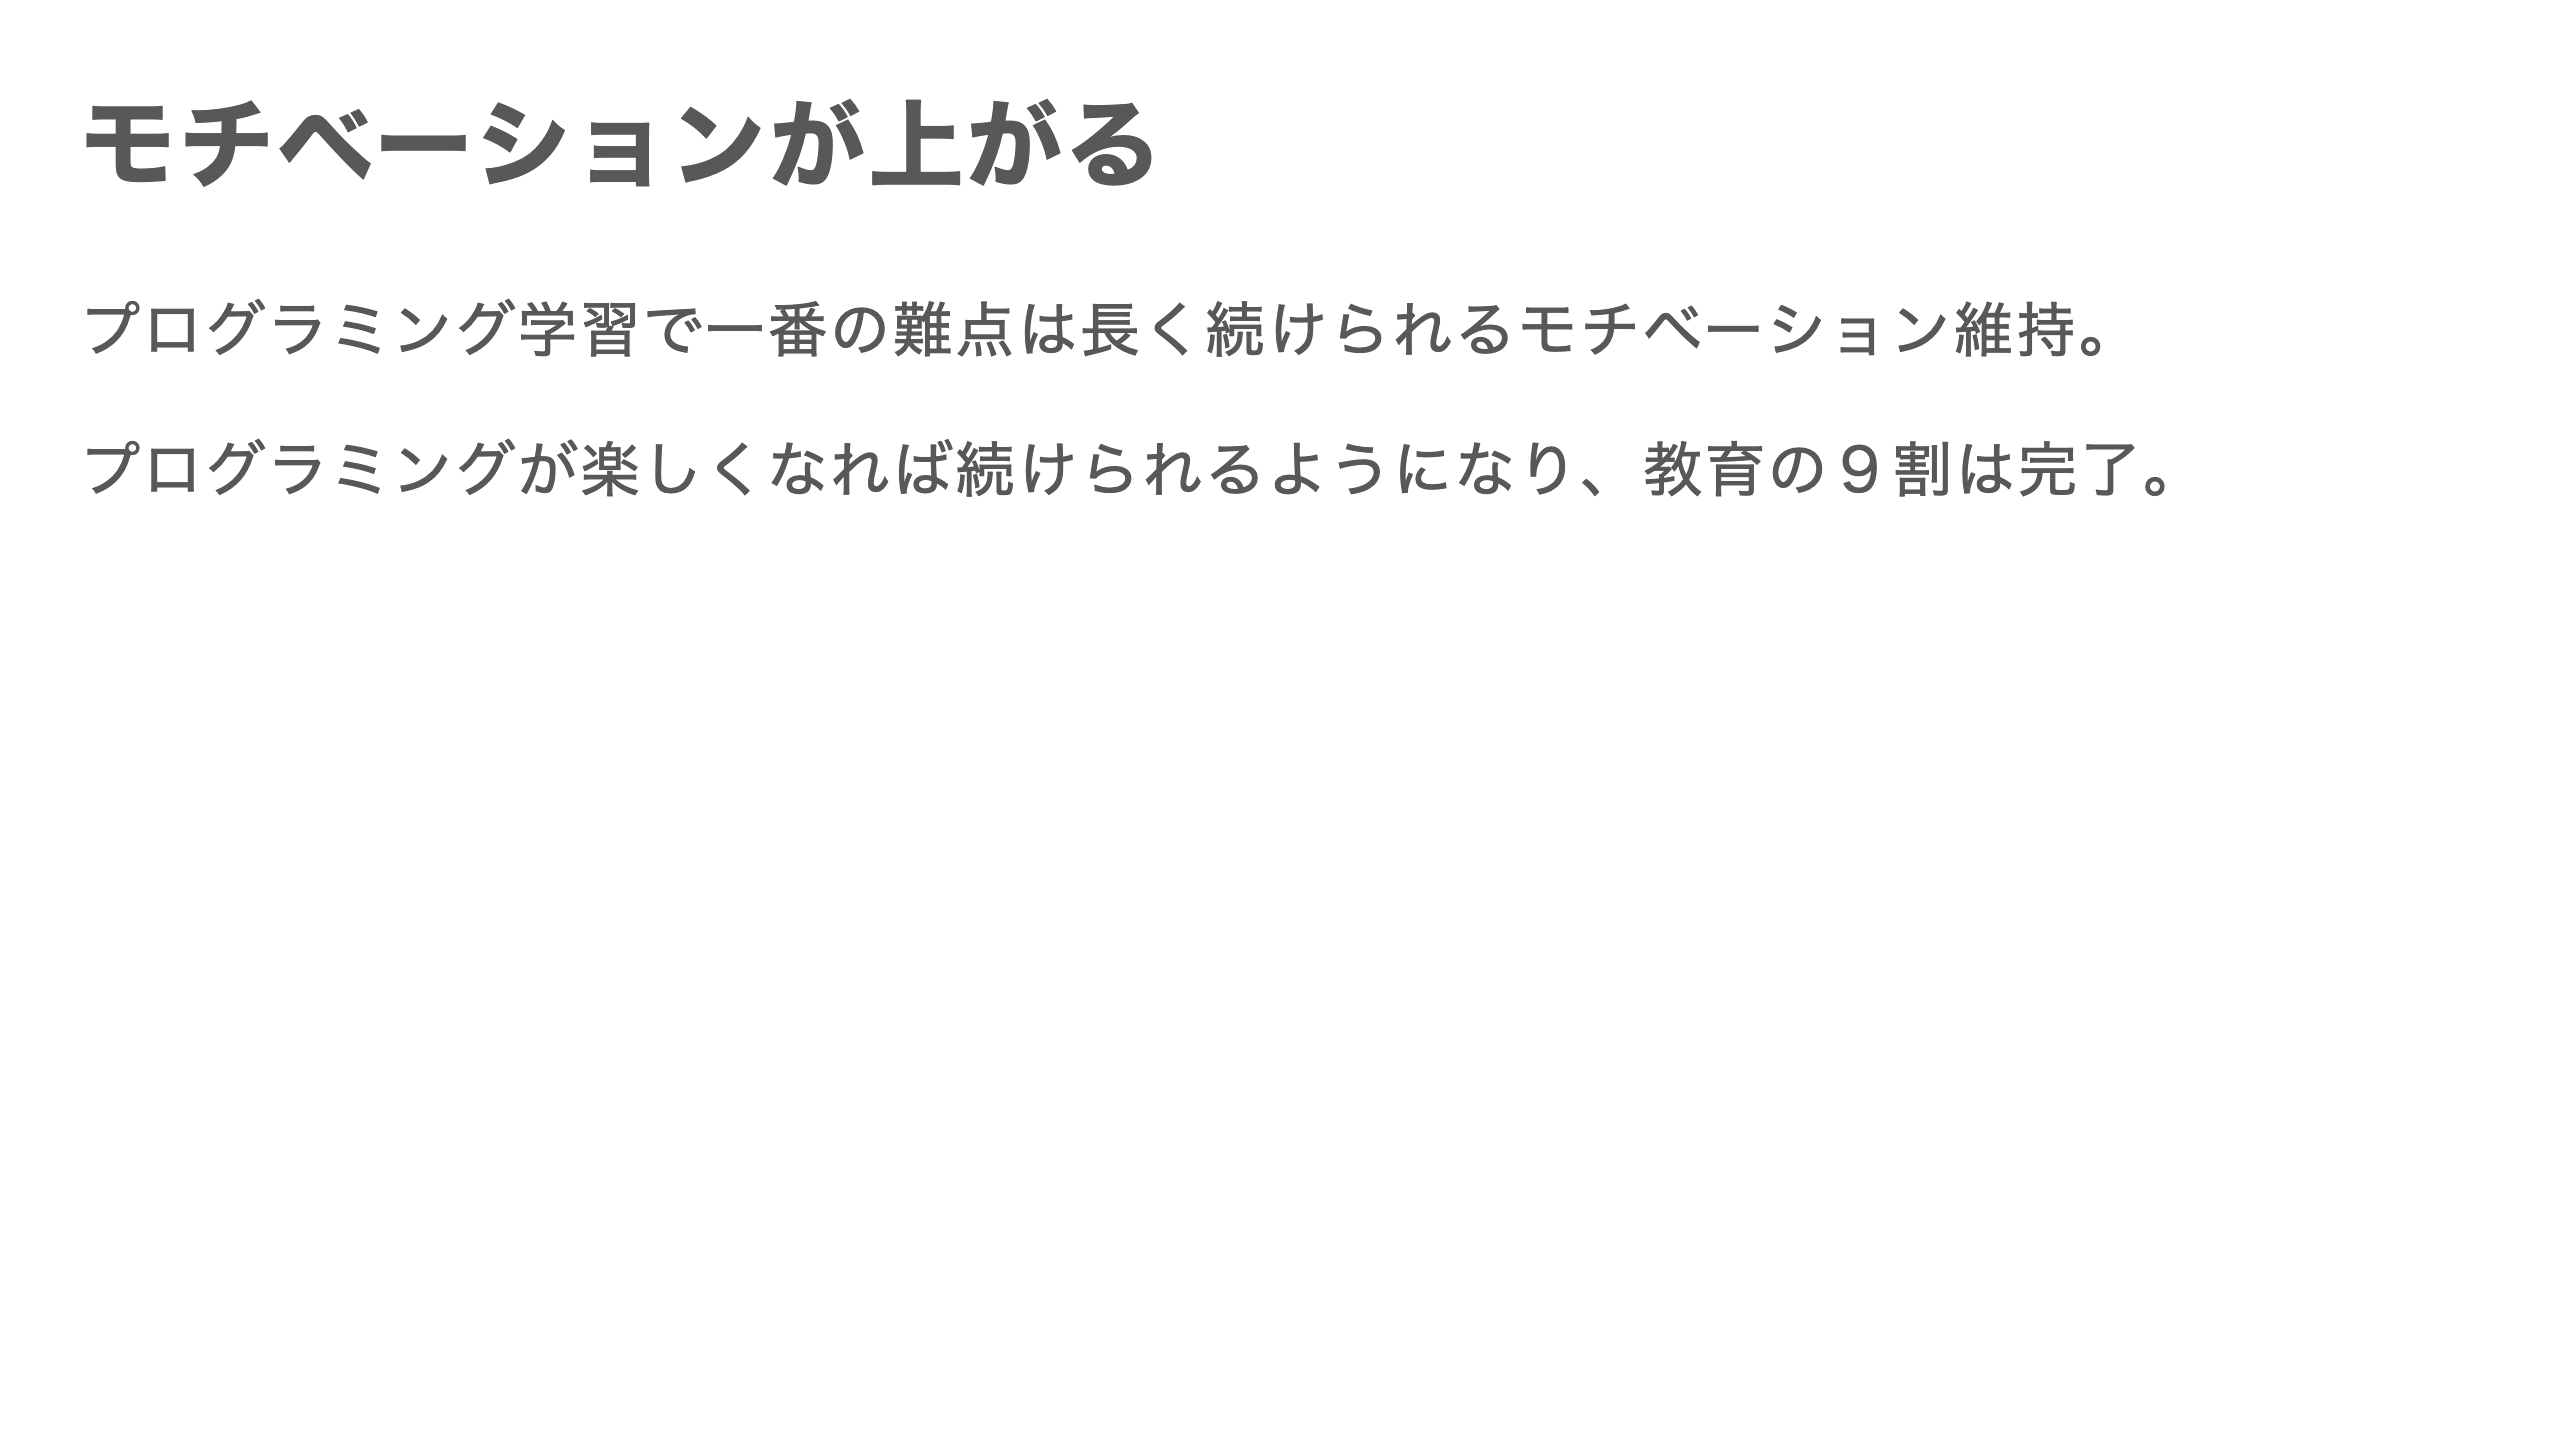 モチベーションが上がる
プログラミング学習で一番の難点は長く続けられるモチベーション維持。
プログラミングが楽しくなれば続けられるようになり、教育の９割は完了。